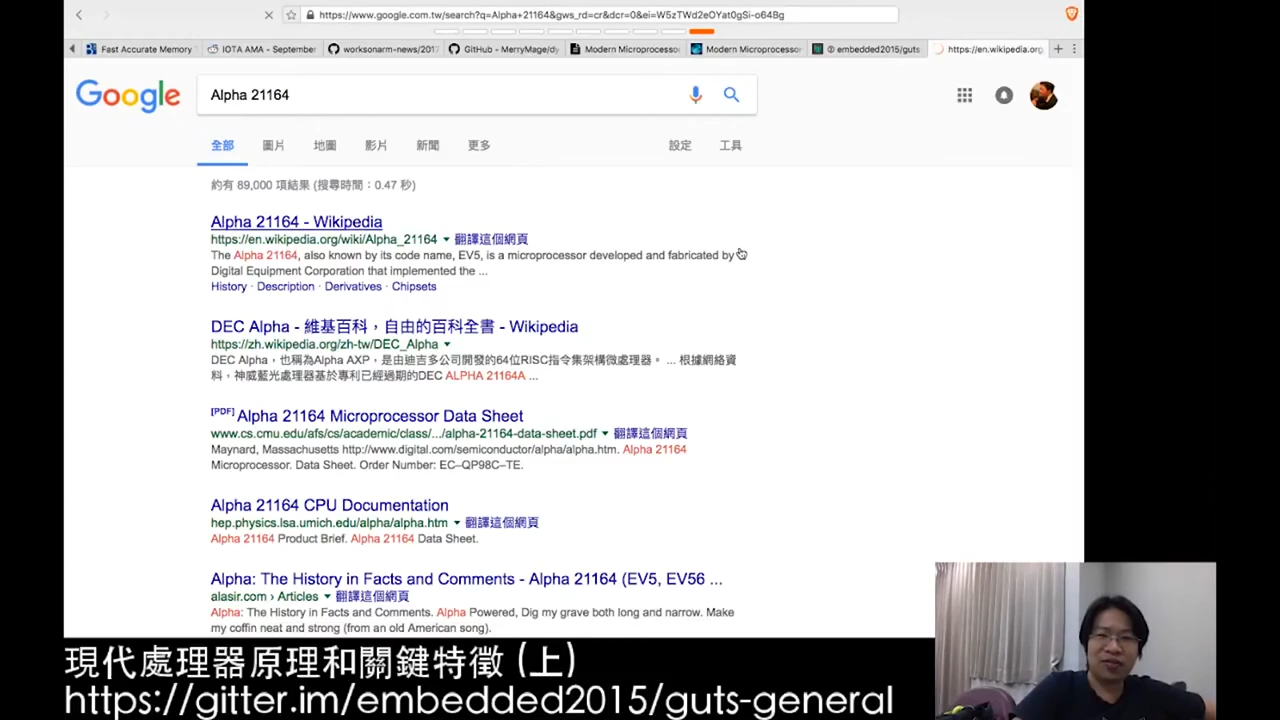 https://www.google.com.tw/search?q=Alpha+21164&gws_rd=cr&dcr=0&ei=W5zTWd2eOYat0gSi-o64Bg
Fast Accurate Memory
IOTA AMA - September
worksonarm-news/2017
GitHub - MerryMage/dy
Modern Microprocessor
Modern Microprocessor
embedded2015/guts
https://en.wikipedia.org
Google
Alpha 21164
全部 圖片 地圖 影片 新聞 更多 設定 工具
約有 89,000 項結果 (搜尋時間：0.47 秒)
Alpha 21164 - Wikipedia
https://en.wikipedia.org/wiki/Alpha_21164 翻譯這個網頁
The Alpha 21164, also known by its code name, EV5, is a microprocessor developed and fabricated by
Digital Equipment Corporation that implemented the ...
History · Description · Derivatives · Chipsets
DEC Alpha - 維基百科，自由的百科全書 - Wikipedia
https://zh.wikipedia.org/zh-tw/DEC_Alpha
DEC Alpha，也稱為Alpha AXP，是由迪吉多公司開發的64位RISC指令集架構微處理器。 ... 根據網絡資
料，神威藍光處理器基於專利已經過期的DEC ALPHA 21164A ...
[PDF] Alpha 21164 Microprocessor Data Sheet
www.cs.cmu.edu/afs/cs/academic/class/.../alpha-21164-data-sheet.pdf 翻譯這個網頁
Maynard, Massachusetts http://www.digital.com/semiconductor/alpha/alpha.htm. Alpha 21164
Microprocessor. Data Sheet. Order Number: EC–QP98C–TE.
Alpha 21164 CPU Documentation
hep.physics.lsa.umich.edu/alpha/alpha.htm 翻譯這個網頁
Alpha 21164 Product Brief. Alpha 21164 Data Sheet.
Alpha: The History in Facts and Comments - Alpha 21164 (EV5, EV56 ...
alasir.com › Articles 翻譯這個網頁
Alpha: The History in Facts and Comments. Alpha Powered, Dig my grave both long and narrow. Make
my coffin neat and strong (from an old American song).
現代處理器原理和關鍵特徵 (上)
https://gitter.im/embedded2015/guts-general